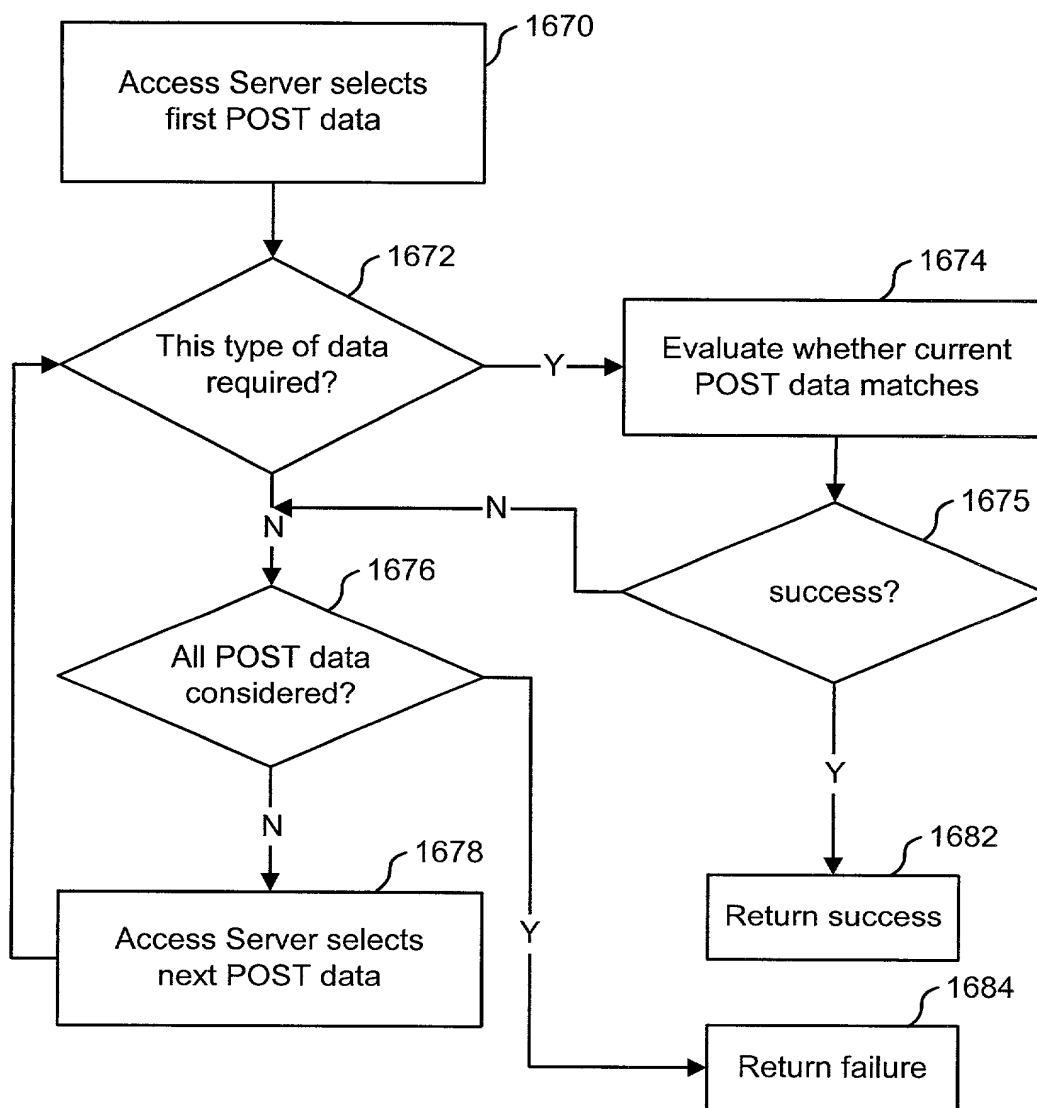 1670
Access Server selects
first POST data
1672
This type of data
required?
Y
1674
Evaluate whether current
POST data matches
N
N
1675
success?
1676
All POST data
considered?
Y
N
1678
Access Server selects
next POST data
Y
1682
Return success
1684
Return failure